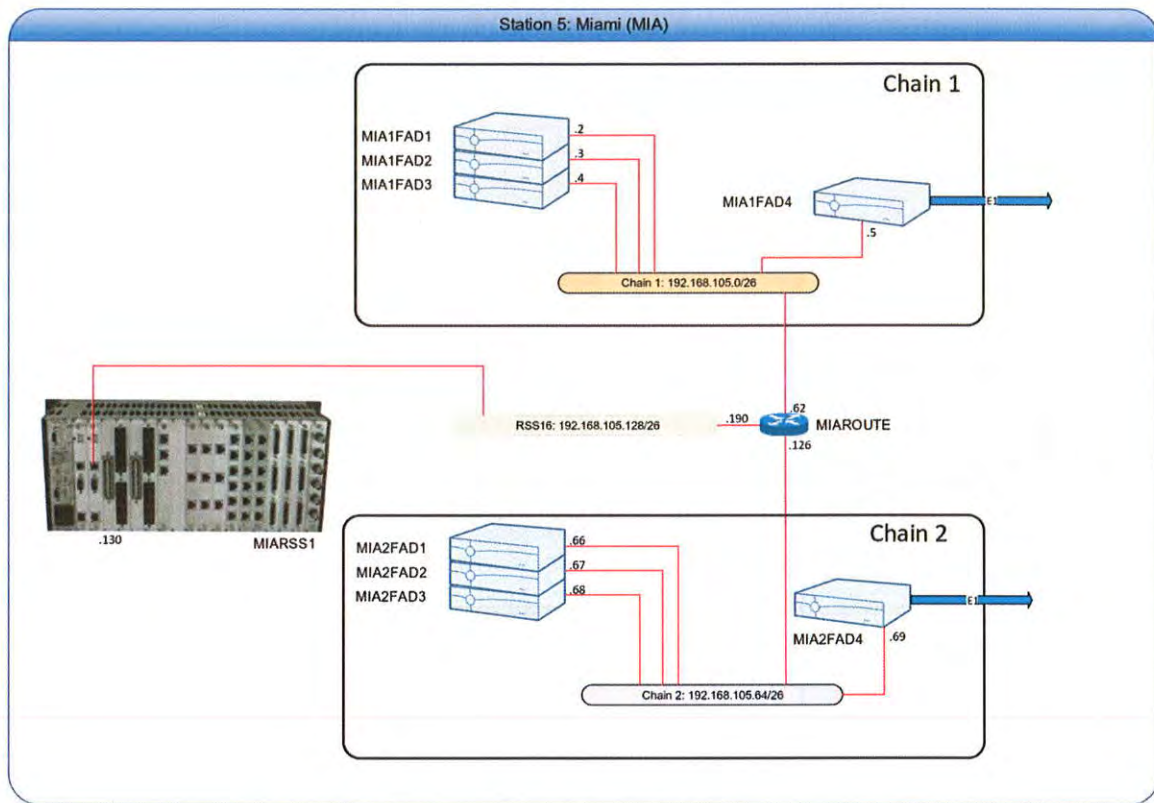 Station 5: Miami (MIA)
Chain 1
MIA1FAD1
.2
MIA1FAD2
.3
MIA1FAD3
.4
MIA1FAD4
E1
.5
Chain 1: 192.168.105.0/26
RSS16: 192.168.105.128/26
.190
.62
MIAROUTE
.126
.130
MIARSS1
Chain 2
MIA2FAD1
.66
MIA2FAD2
.67
MIA2FAD3
.68
E1
MIA2FAD4
.69
Chain 2: 192.168.105.64/26